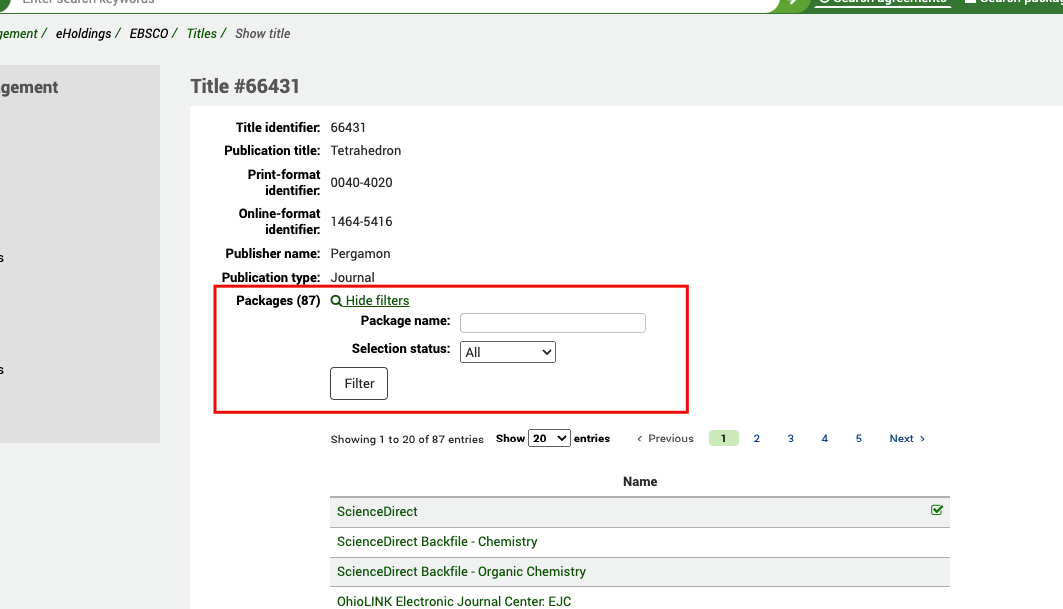 Enter search keywords
Search agreements
gement / eHoldings / EBSCO / Titles / Show title
gement
Title #66431
Title identifier: 66431
Publication title: Tetrahedron
Print-format
identifier: 0040-4020
Online-format
identifier: 1464-5416
s
Publisher name: Pergamon
Publication type: Journal
Packages (87) Hide filters
Package name:
Selection status: All
s
Filter
Showing 1 to 20 of 87 entries Show 20 entries ‹ Previous 1 2 3 4 5 Next ›
Name
ScienceDirect
ScienceDirect Backfile - Chemistry
ScienceDirect Backfile - Organic Chemistry
OhioLINK Electronic Journal Center: EJC